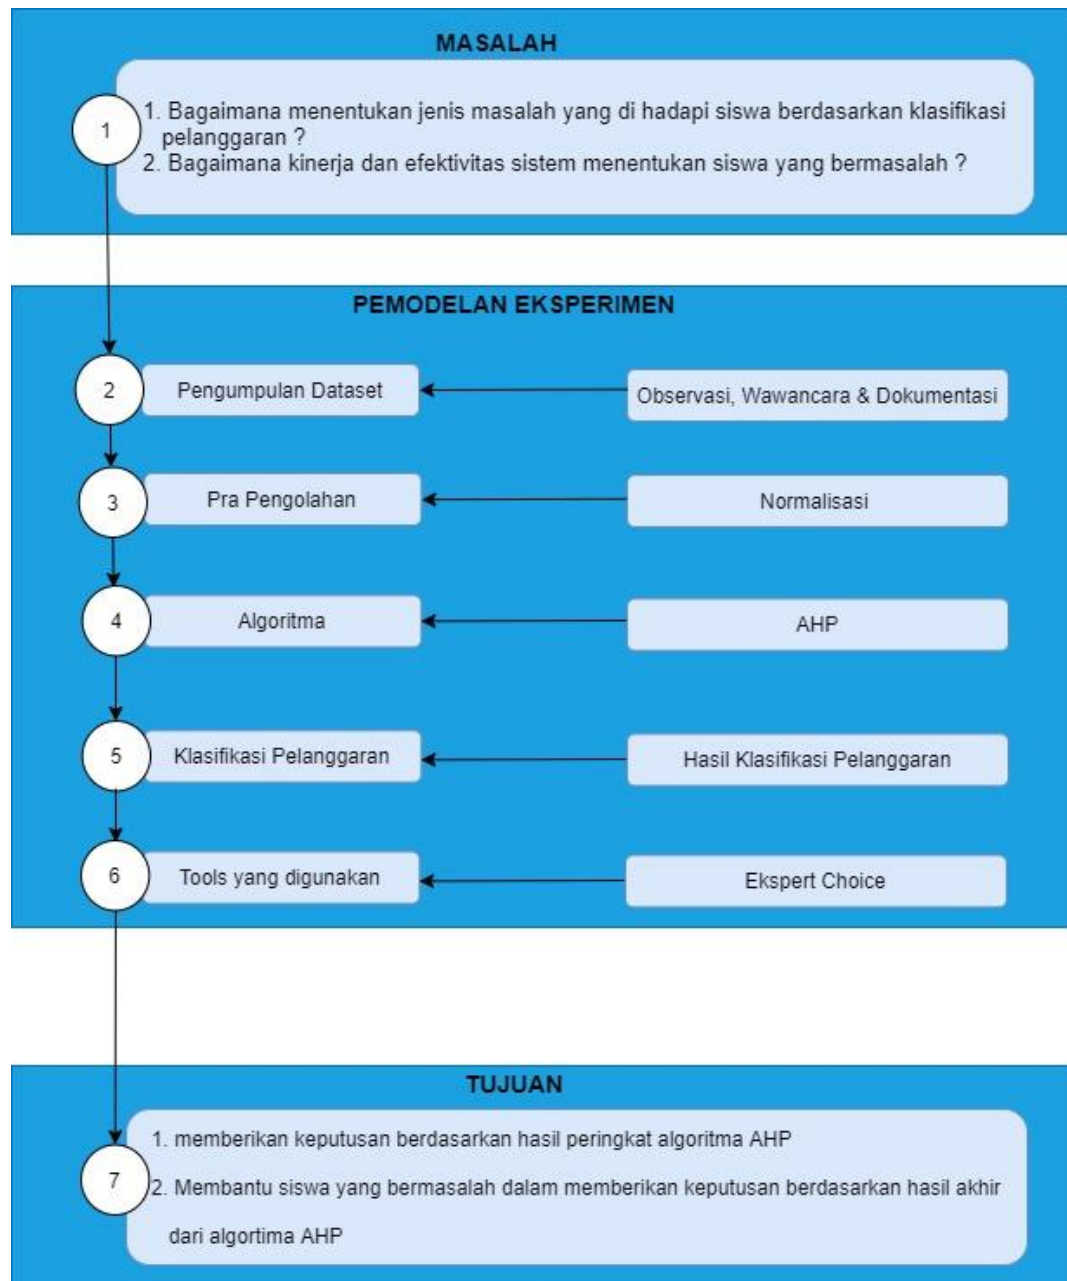 MASALAH
1
1. Bagaimana menentukan jenis masalah yang di hadapi siswa berdasarkan klasifikasi
pelanggaran ?
2. Bagaimana kinerja dan efektivitas sistem menentukan siswa yang bermasalah ?
PEMODELAN EKSPERIMEN
2
Pengumpulan Dataset
Observasi, Wawancara & Dokumentasi
3
Pra Pengolahan
Normalisasi
4
Algoritma
AHP
5
Klasifikasi Pelanggaran
Hasil Klasifikasi Pelanggaran
6
Tools yang digunakan
Ekspert Choice
TUJUAN
7
1. memberikan keputusan berdasarkan hasil peringkat algoritma AHP
2. Membantu siswa yang bermasalah dalam memberikan keputusan berdasarkan hasil akhir
dari algortima AHP